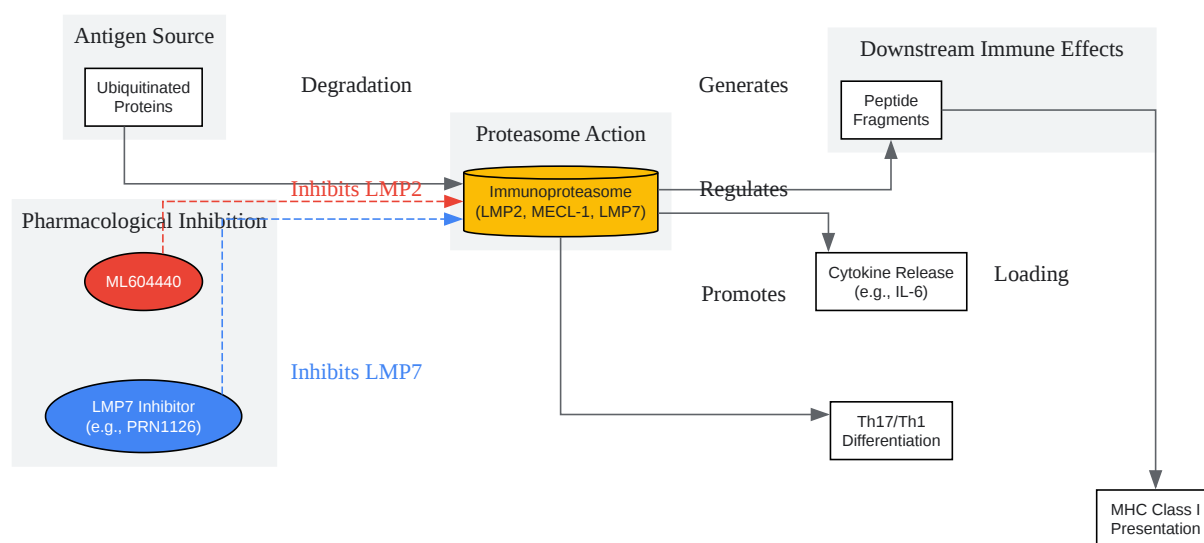 Antigen Source
Ubiquitinated
Proteins
Degradation
Generates
Downstream Immune Effects
Peptide
Fragments
Proteasome Action
Immunoproteasome
(LMP2, MECL-1, LMP7)
Inhibits LMP2
Regulates
Pharmacological Inhibition
ML604440
Promotes
Cytokine Release
(e.g., IL-6)
Loading
Inhibits LMP7
LMP7 Inhibitor
(e.g., PRN1126)
Th17/Th1
Differentiation
MHC Class I
Presentation